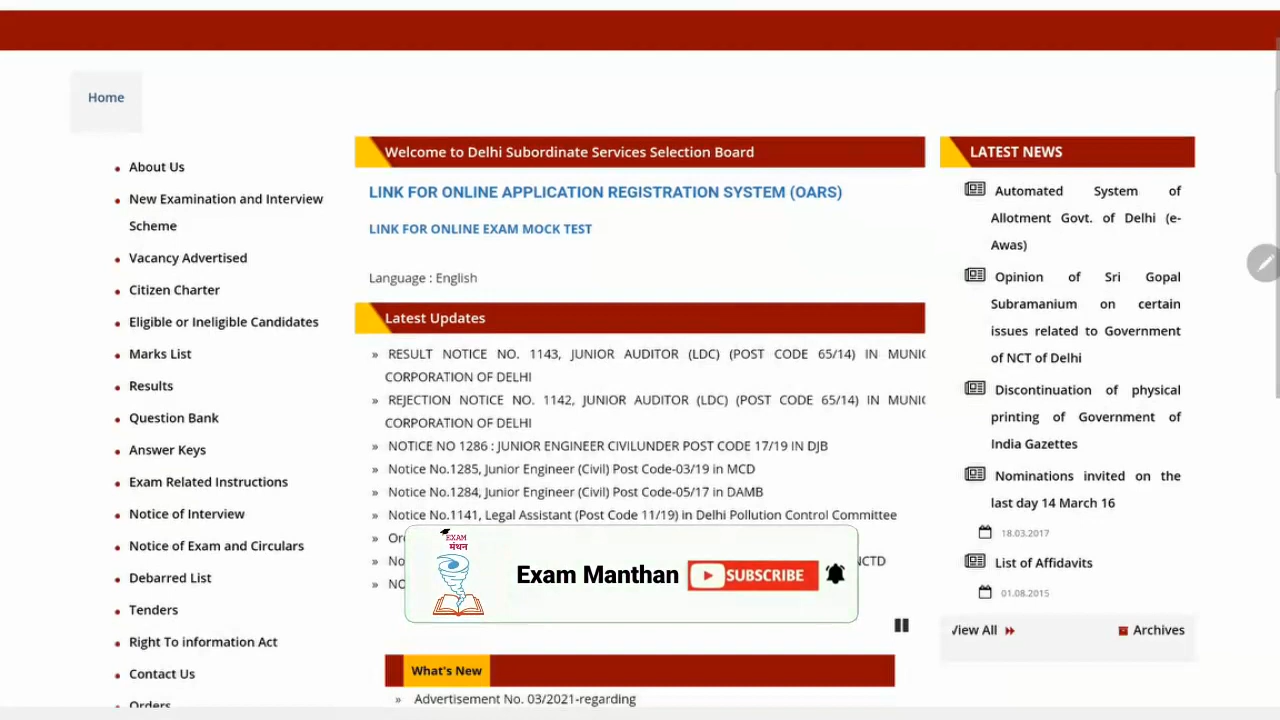 Home
About Us
New Examination and Interview
Scheme
Vacancy Advertised
Citizen Charter
Eligible or Ineligible Candidates
Marks List
Results
Question Bank
Answer Keys
Exam Related Instructions
Notice of Interview
Notice of Exam and Circulars
Debarred List
Tenders
Right To information Act
Contact Us
Orders
Welcome to Delhi Subordinate Services Selection Board
LINK FOR ONLINE APPLICATION REGISTRATION SYSTEM (OARS)
LINK FOR ONLINE EXAM MOCK TEST
Language : English
Latest Updates
» RESULT NOTICE NO. 1143, JUNIOR AUDITOR (LDC) (POST CODE 65/14) IN
CORPORATION OF DELHI
» REJECTION NOTICE NO. 1142, JUNIOR AUDITOR (LDC) (POST CODE 65/14) IN
CORPORATION OF DELHI
» NOTICE NO 1286 : JUNIOR ENGINEER CIVILUNDER POST CODE 17/19 IN DJB
» Notice No.1285, Junior Engineer (Civil) Post Code-03/19 in MCD
» Notice No.1284, Junior Engineer (Civil) Post Code-05/17 in DAMB
» Notice No.1141, Legal Assistant (Post Code 11/19) in Delhi Pollution Control Committee
EXAM
मंथन
Exam Manthan
SUBSCRIBE
What's New
» Advertisement No. 03/2021-regarding
LATEST NEWS
Automated System of
Allotment Govt. of Delhi (e-
Awas)
Opinion of Sri Gopal
Subramanium on certain
issues related to Government
of NCT of Delhi
Discontinuation of physical
printing of Government of
India Gazettes
Nominations invited on the
last day 14 March 16
18.03.2017
List of Affidavits
01.08.2015
View All
Archives